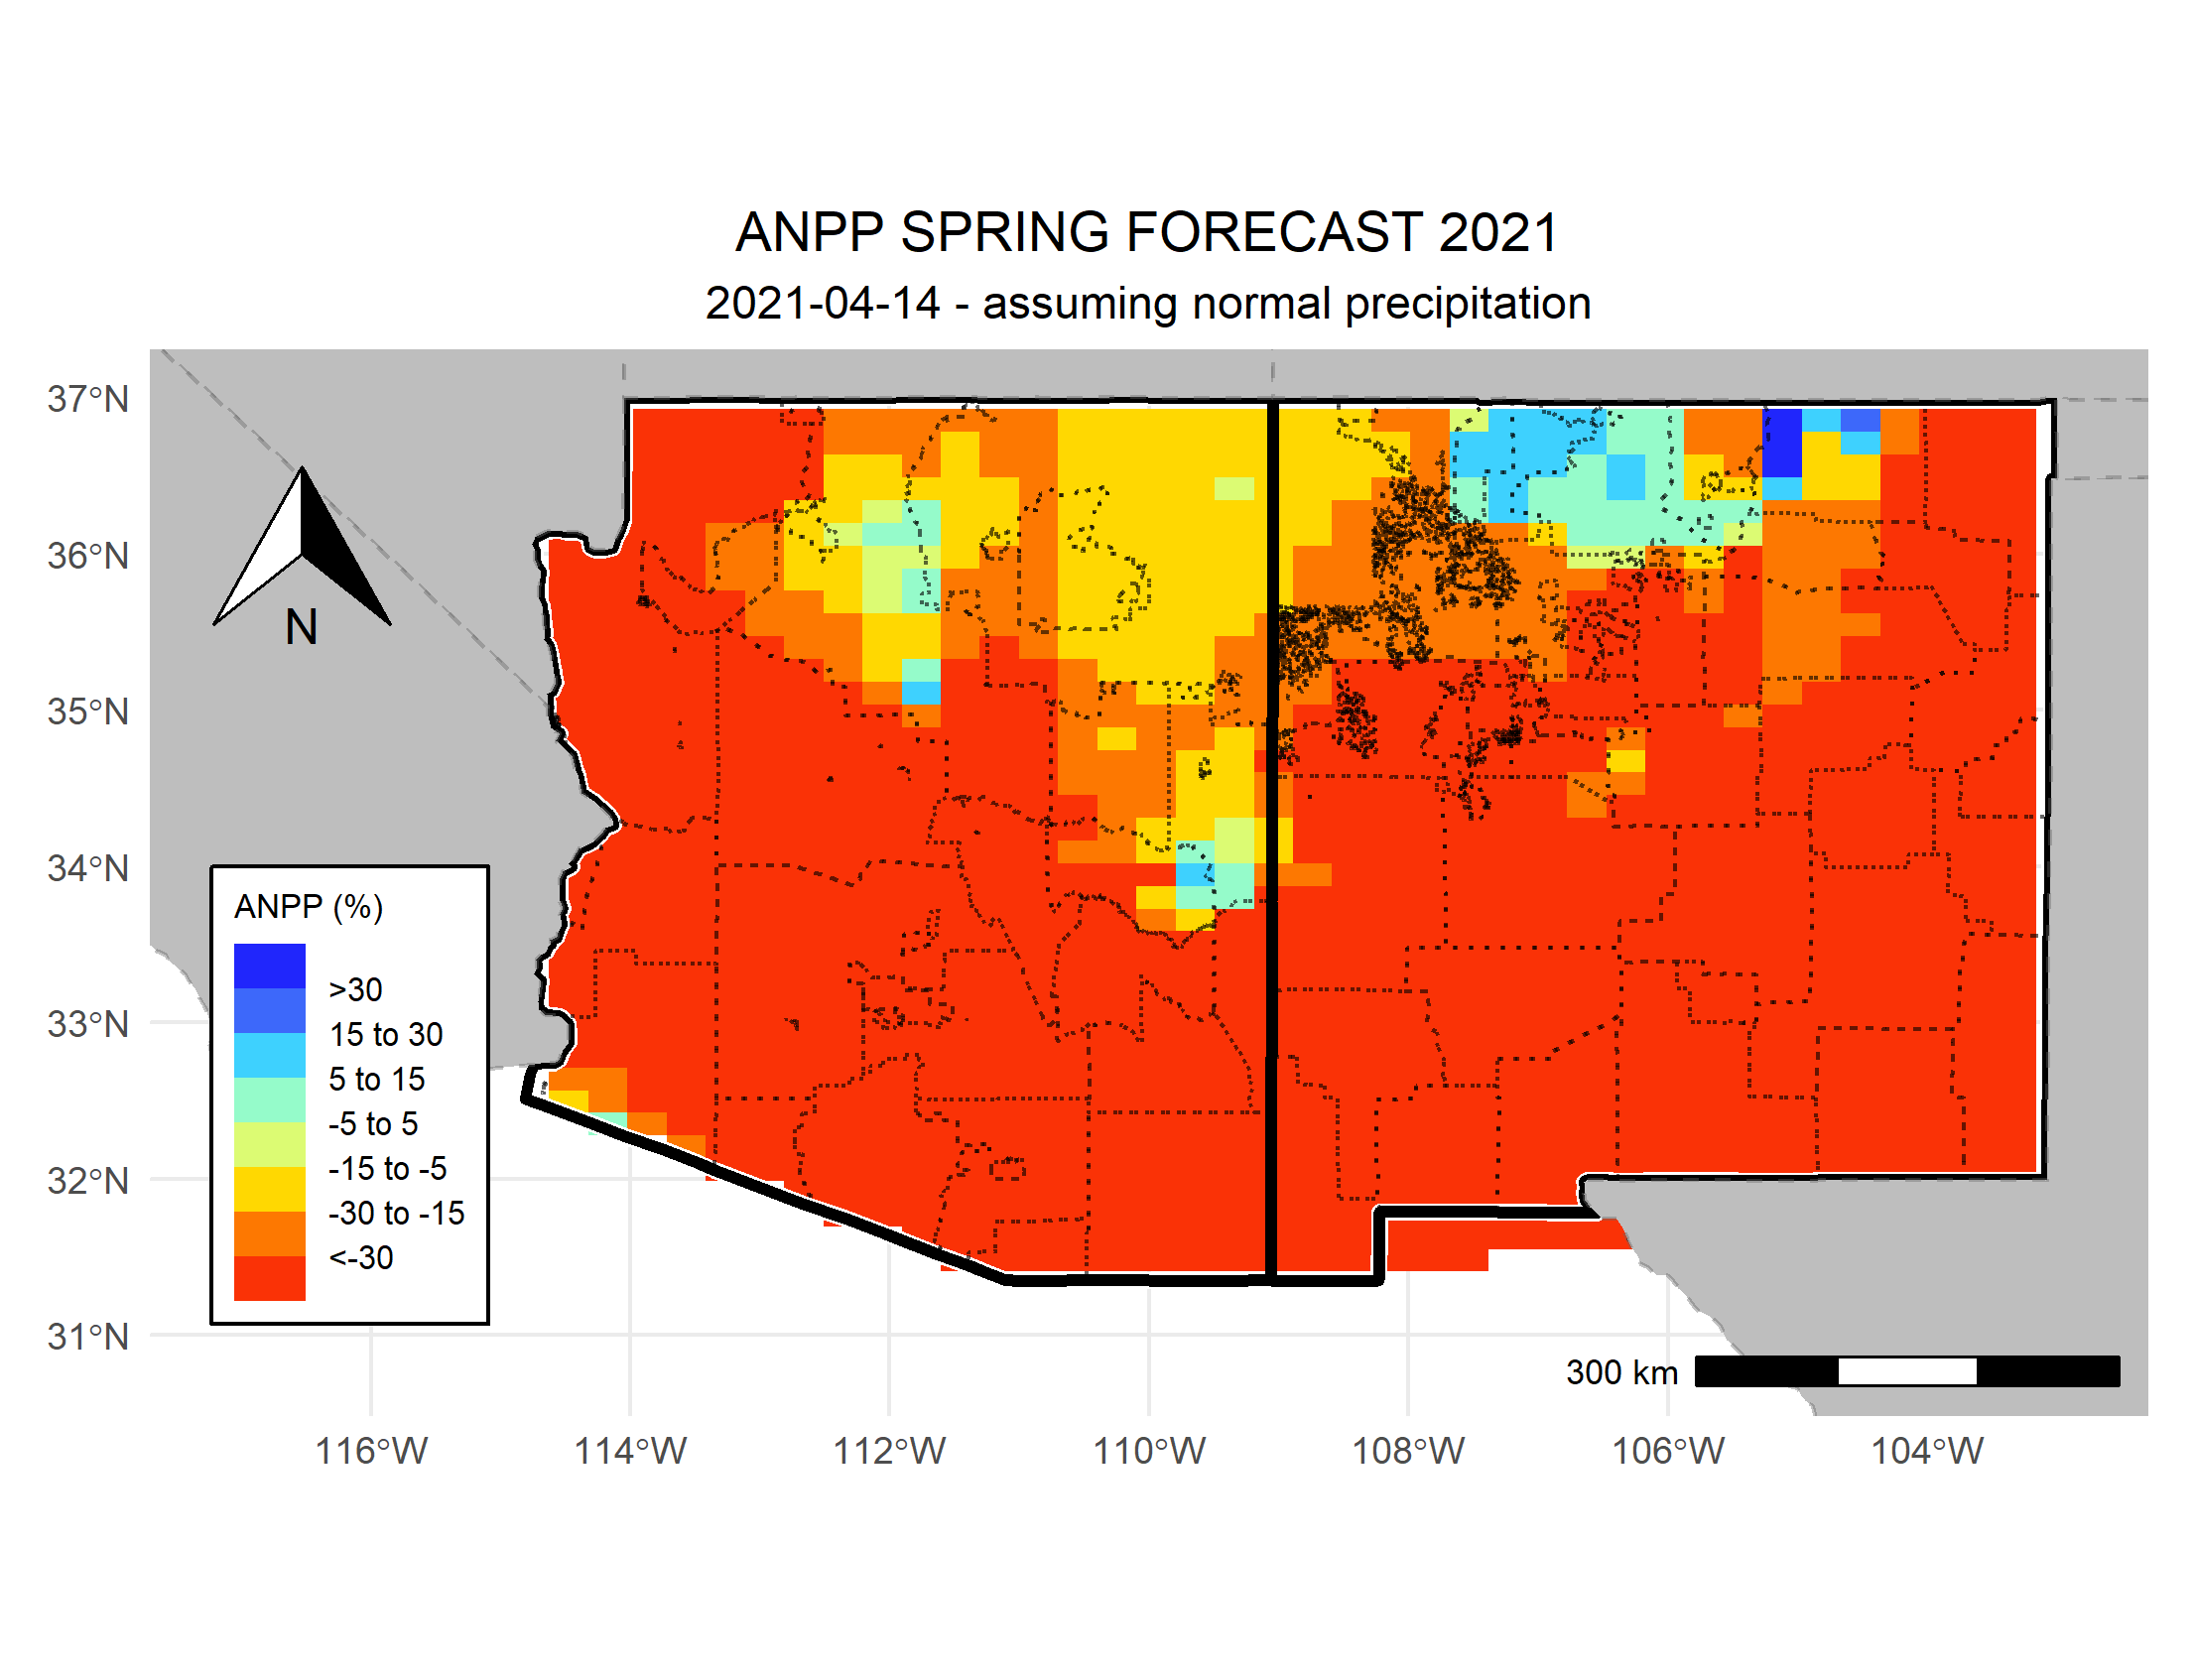 ANPP SPRING FORECAST 2021
2021-04-14 - assuming normal precipitation
37°N
36°N
35°N
34°N
33°N
32°N
31°N
N
ANPP (%)
>30
15 to 30
5 to 15
-5 to 5
-15 to -5
-30 to -15
<-30
300 km
116°W
114°W
112°W
110°W
108°W
106°W
104°W